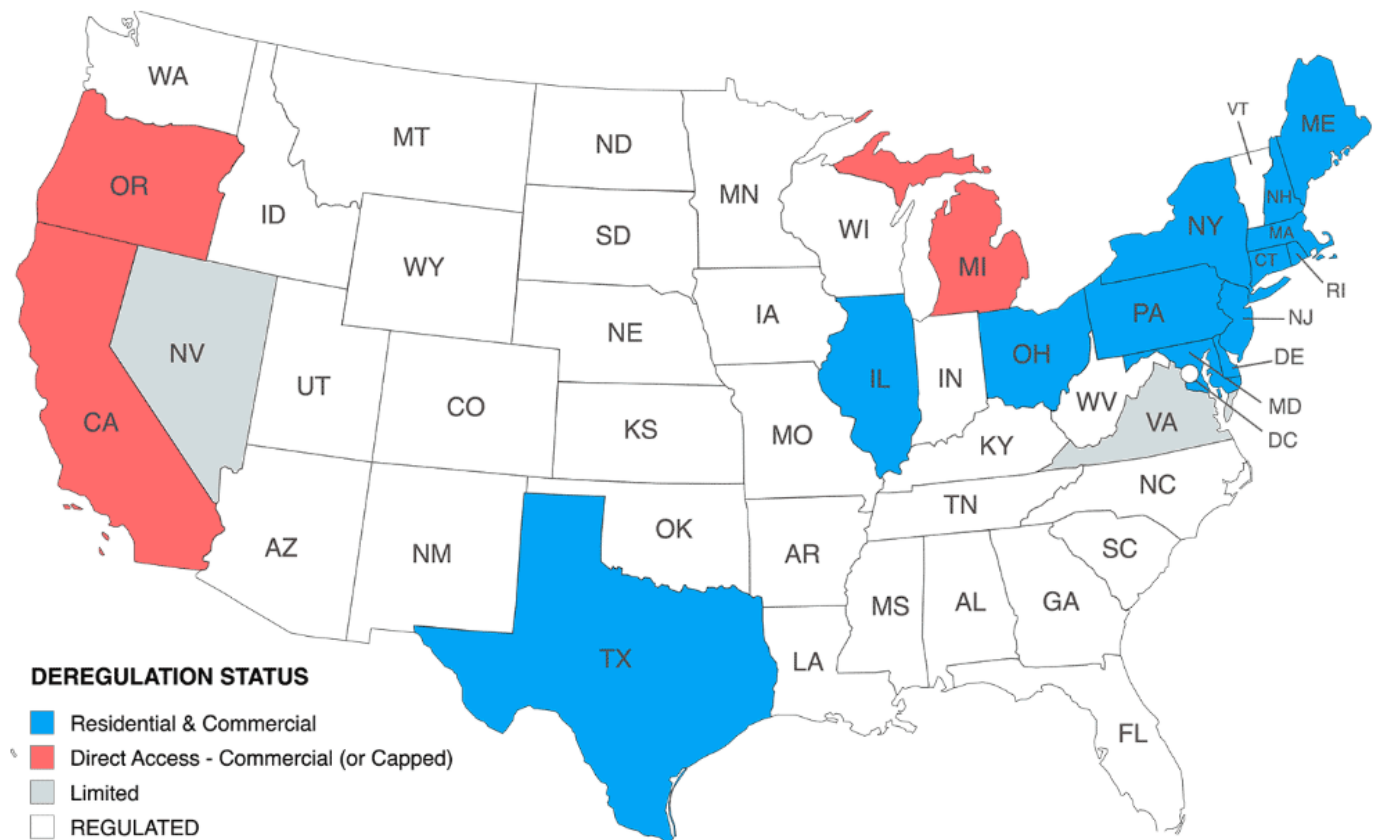 WA
VT
ME
MT
ND
OR
MN
NH
ID
NY
SD
WI
MA
WY
CT
MI
RI
IA
PA
NJ
NE
NV
OH
DE
UT
IL
IN
CO
WV
MD
CA
VA
KS
MO
DC
KY
NC
TN
OK
AZ
NM
AR
SC
MS
AL
GA
TX
LA
DEREGULATION STATUS
Residential & Commercial
FL
Direct Access - Commercial (or Capped)
Limited
REGULATED